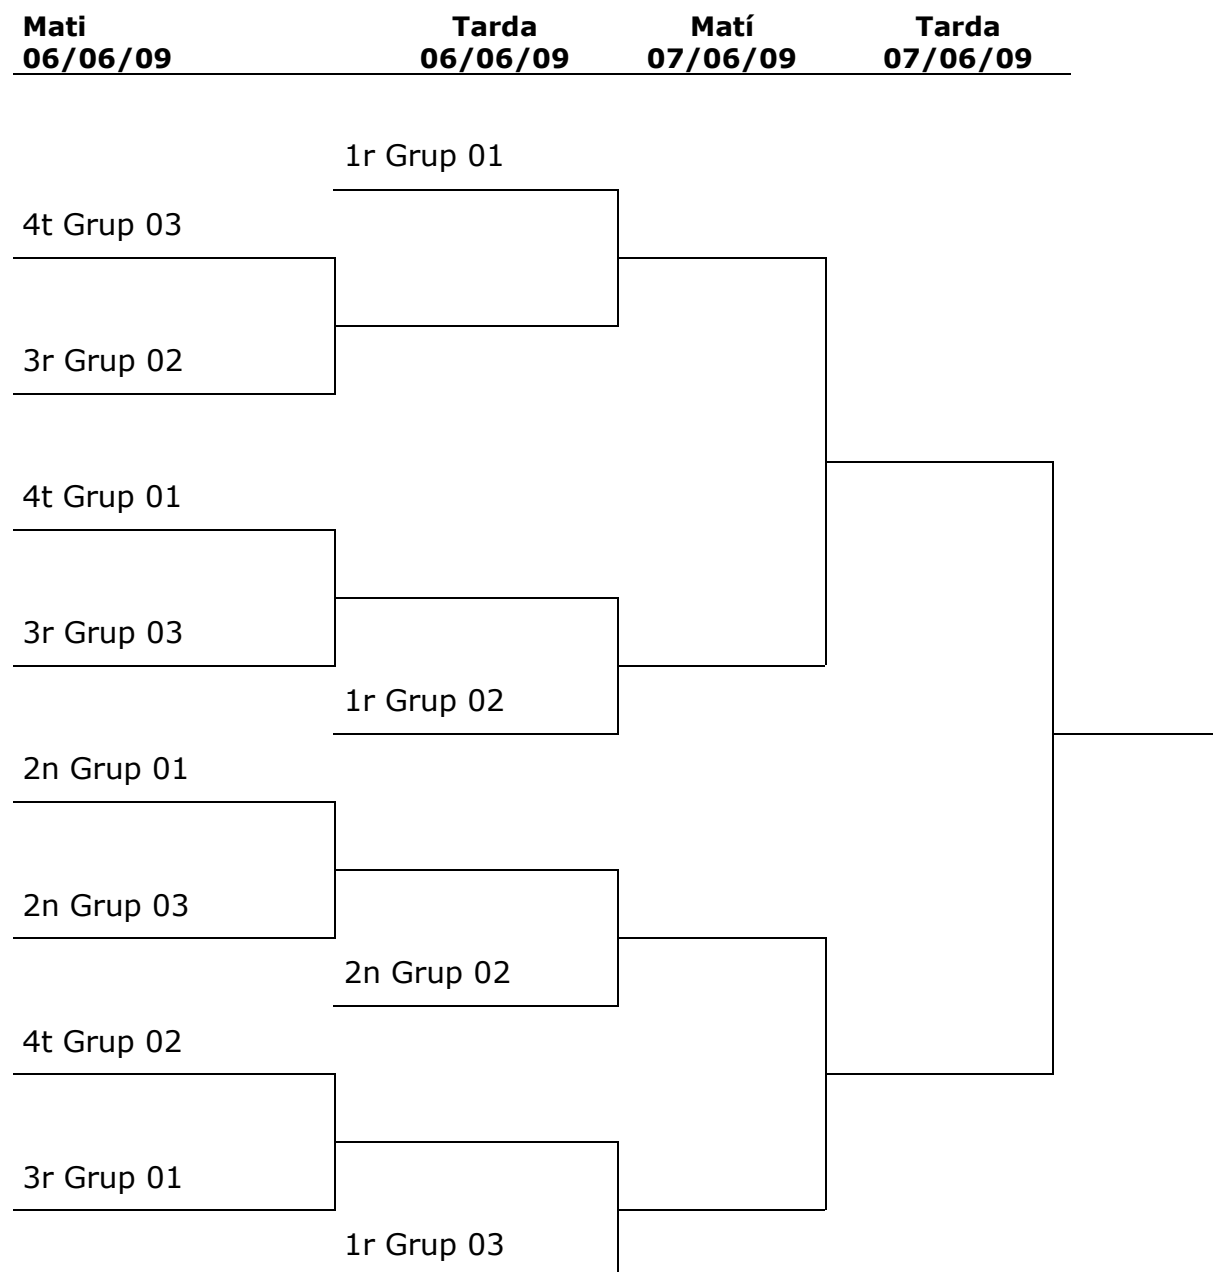 Mati Tarda Matí Tarda
06/06/09 06/06/09 07/06/09 07/06/09
1r Grup 01
4t Grup 03
3r Grup 02
4t Grup 01
3r Grup 03
1r Grup 02
2n Grup 01
2n Grup 03
2n Grup 02
4t Grup 02
3r Grup 01
1r Grup 03